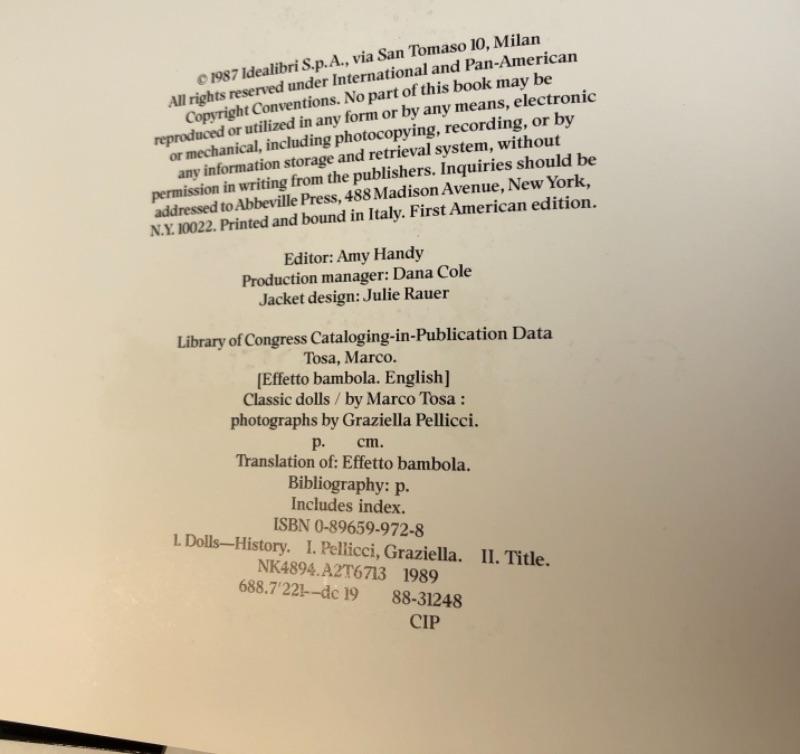 © 1987 Idealibri S.p.A., via San Tomaso 10, Milan
All rights reserved under International and Pan-American
Copyright Conventions. No part of this book may be
reproduced or utilized in any form or by any means, electronic
or mechanical, including photocopying, recording, or by
any information storage and retrieval system, without
permission in writing from the publishers. Inquiries should be
addressed to Abbeville Press, 488 Madison Avenue, New York,
N.Y. 10022. Printed and bound in Italy. First American edition.
Editor: Amy Handy
Production manager: Dana Cole
Jacket design: Julie Rauer
Library of Congress Cataloging-in-Publication Data
Tosa, Marco.
[Effetto bambola. English]
Classic dolls / by Marco Tosa :
photographs by Graziella Pellicci.
p. cm.
Translation of: Effetto bambola.
Bibliography: p.
Includes index.
ISBN 0-89659-972-8
1. Dolls—History. I. Pellicci, Graziella. II. Title.
NK4894.A2T6713 1989
688.7'221--dc 19 88-31248
CIP